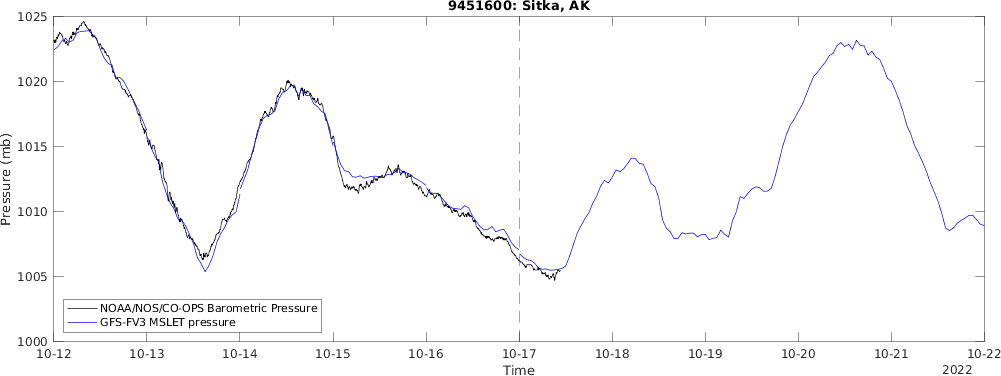 9451600: Sitka, AK
Pressure (mb)
1025
1020
1015
1010
1005
1000
NOAA/NOS/CO-OPS Barometric Pressure
GFS-FV3 MSLET pressure
10-12 10-13 10-14 10-15 10-16 10-17 10-18 10-19 10-20 10-21 10-22
Time
2022